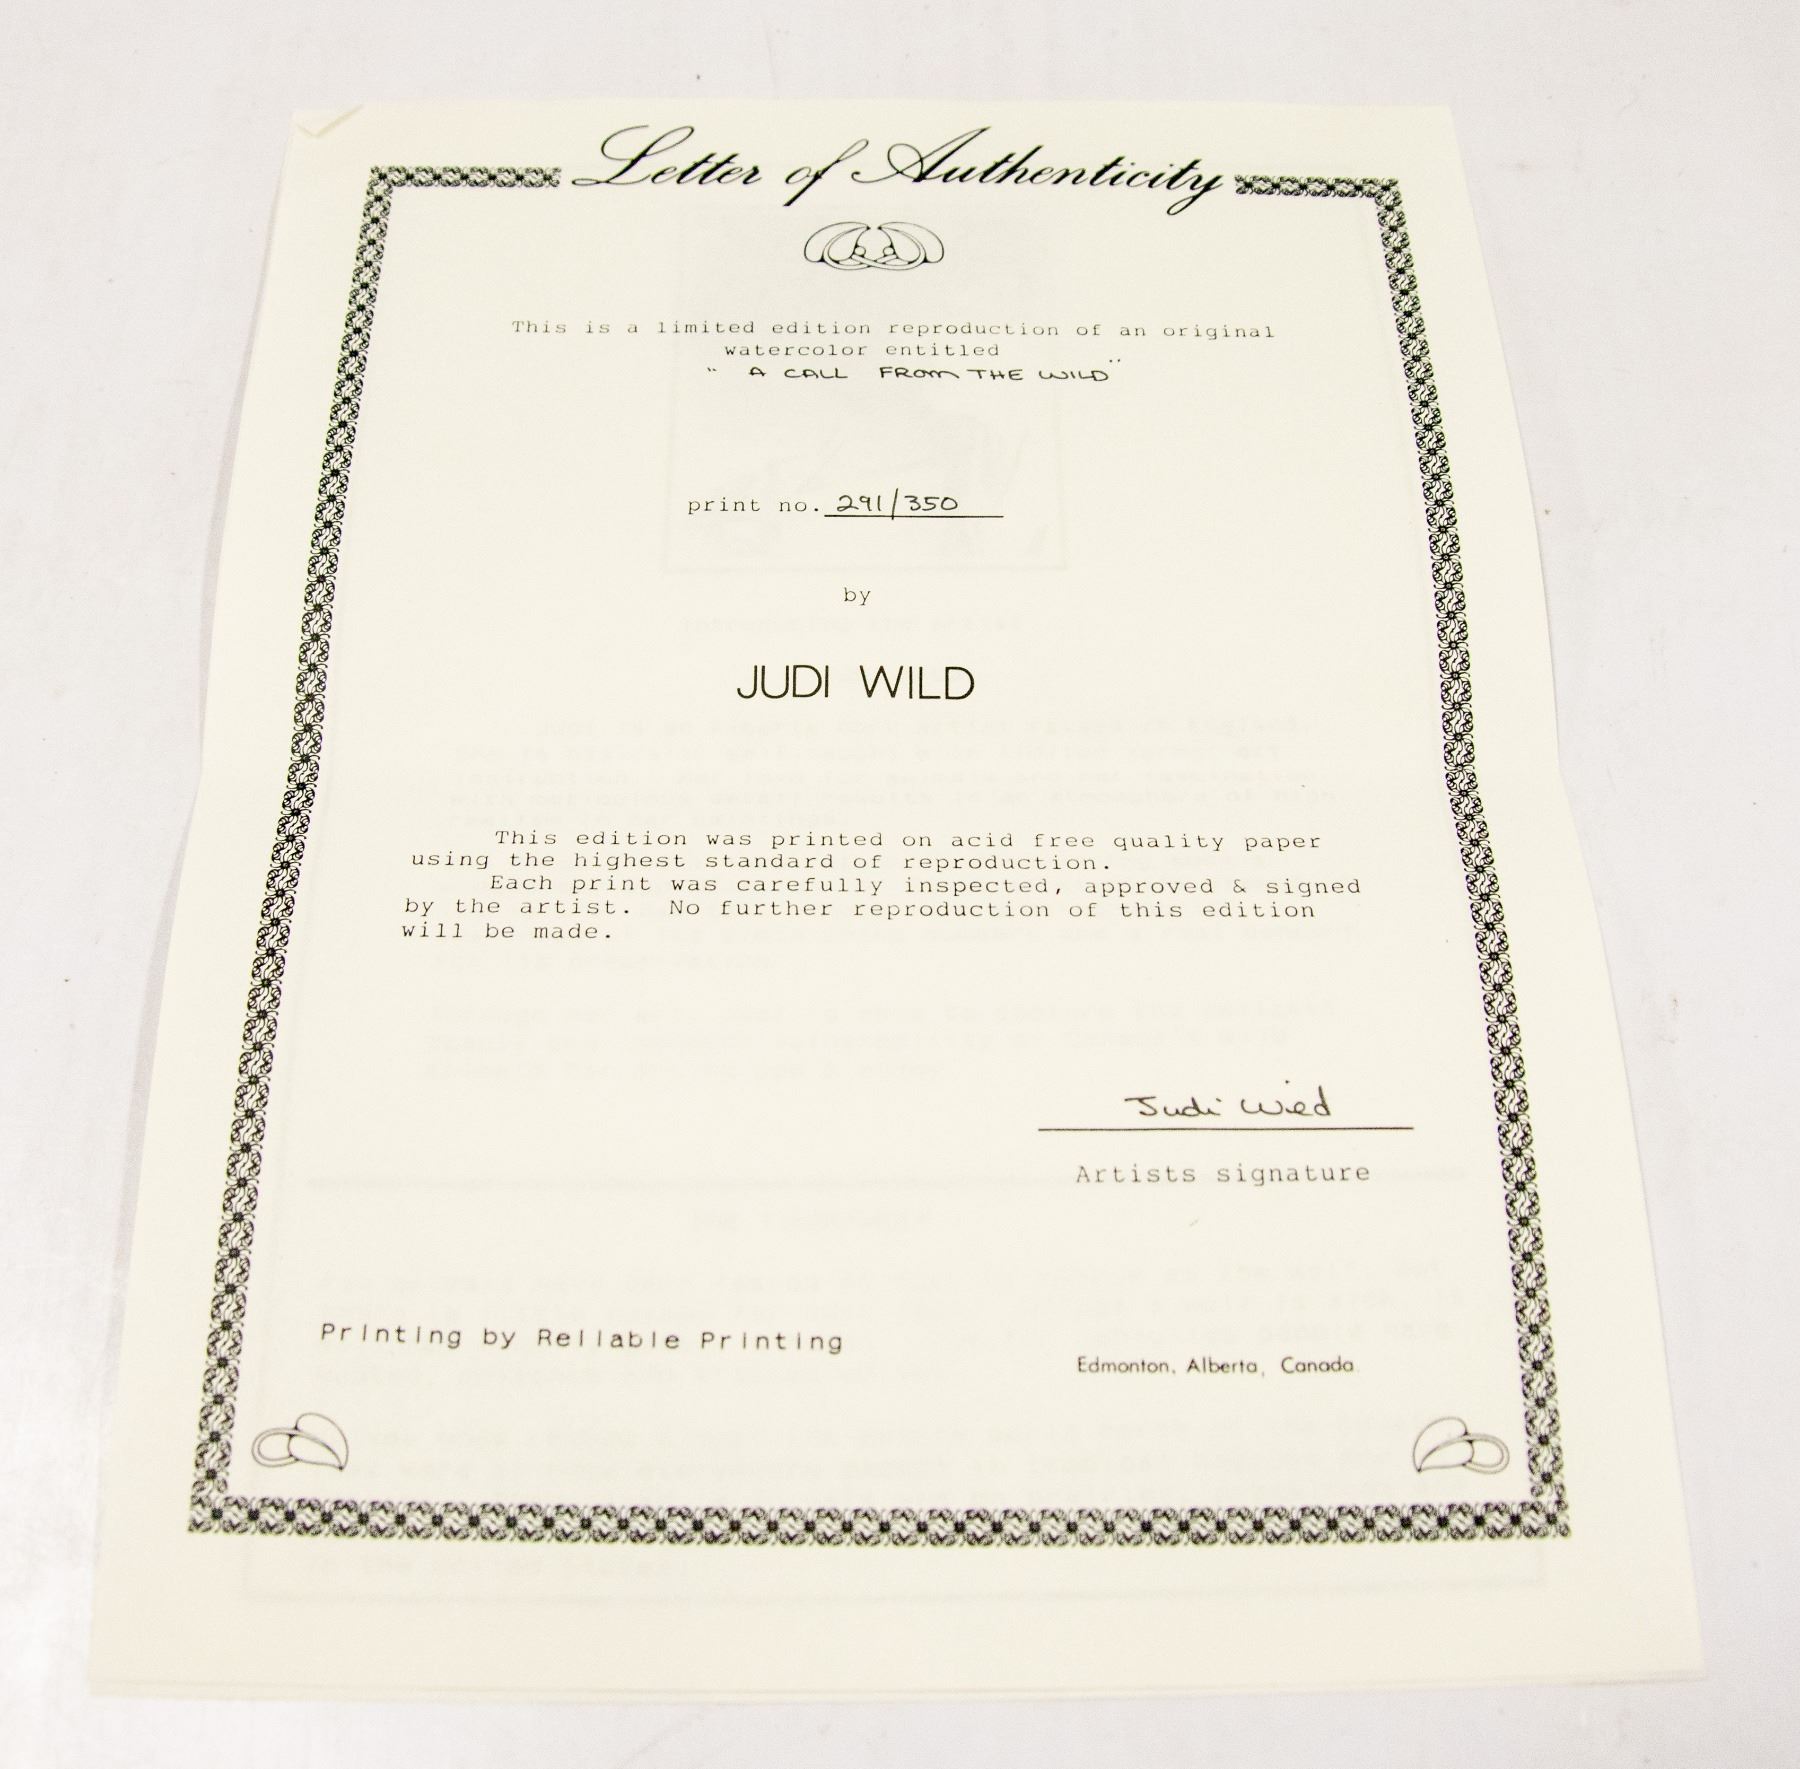 Letter of Authenticity
This is a limited edition reproduction of an original
watercolor entitled
" A CALL FROM THE WILD"
print no. 291/350
by
JUDI WILD
This edition was printed on acid free quality paper
using the highest standard of reproduction.
Each print was carefully inspected, approved & signed
by the artist. No further reproduction of this edition
will be made.
Judi Wild
Artists signature
Printing by Reliable Printing
Edmonton, Alberta, Canada